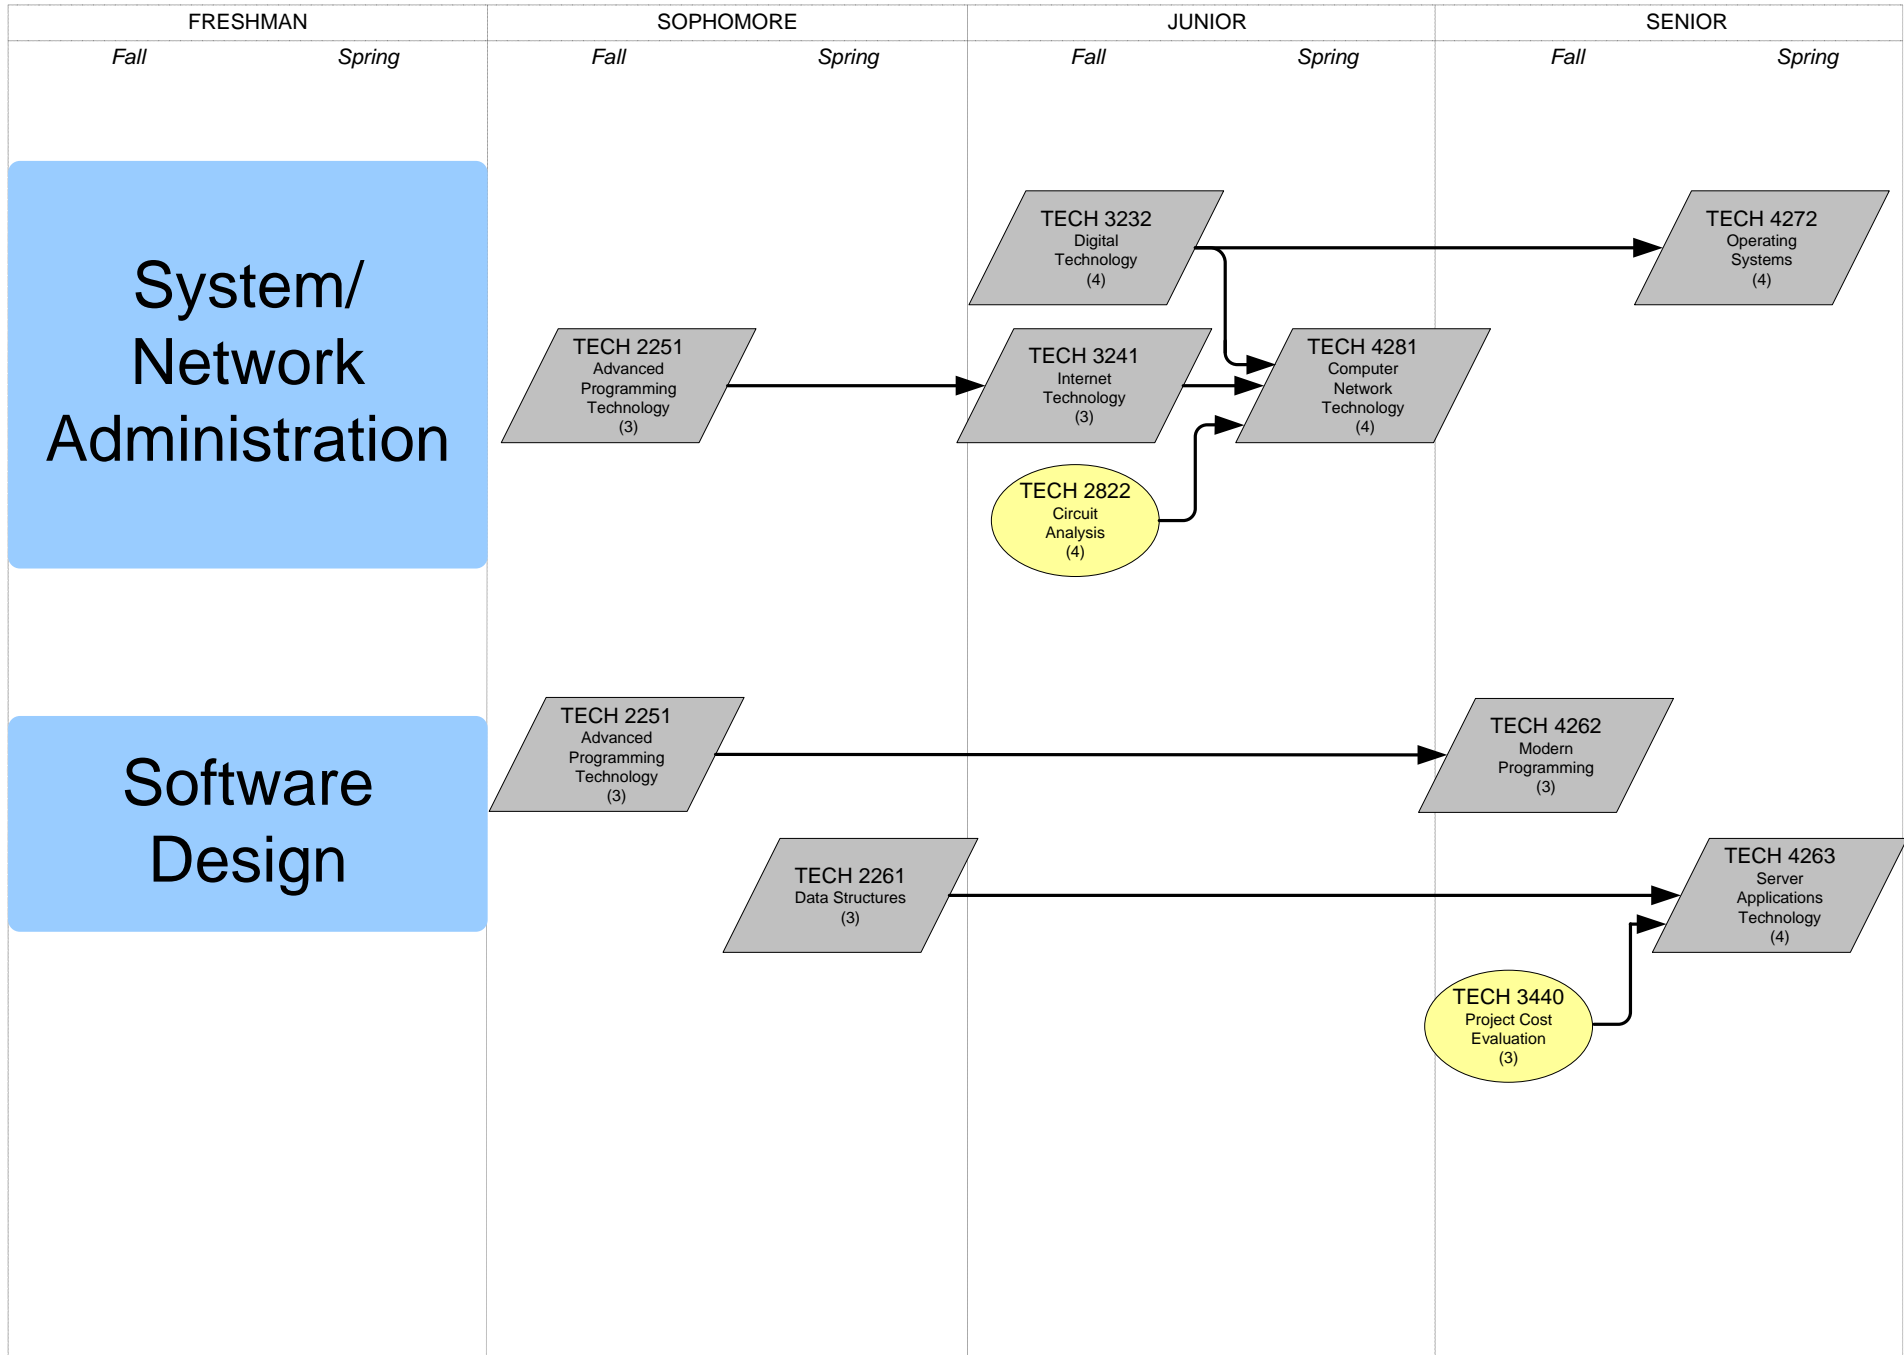 FRESHMAN
SOPHOMORE
JUNIOR
SENIOR
Fall
Spring
Fall
Spring
Fall
Spring
Fall
Spring
System/
Network
Administration
TECH 3232
Digital
Technology
(4)
TECH 4272
Operating
Systems
(4)
TECH 2251
Advanced
Programming
Technology
(3)
TECH 3241
Internet
Technology
(3)
TECH 4281
Computer
Network
Technology
(4)
TECH 2822
Circuit
Analysis
(4)
Software
Design
TECH 2251
Advanced
Programming
Technology
(3)
TECH 4262
Modern
Programming
(3)
TECH 2261
Data Structures
(3)
TECH 4263
Server
Applications
Technology
(4)
TECH 3440
Project Cost
Evaluation
(3)